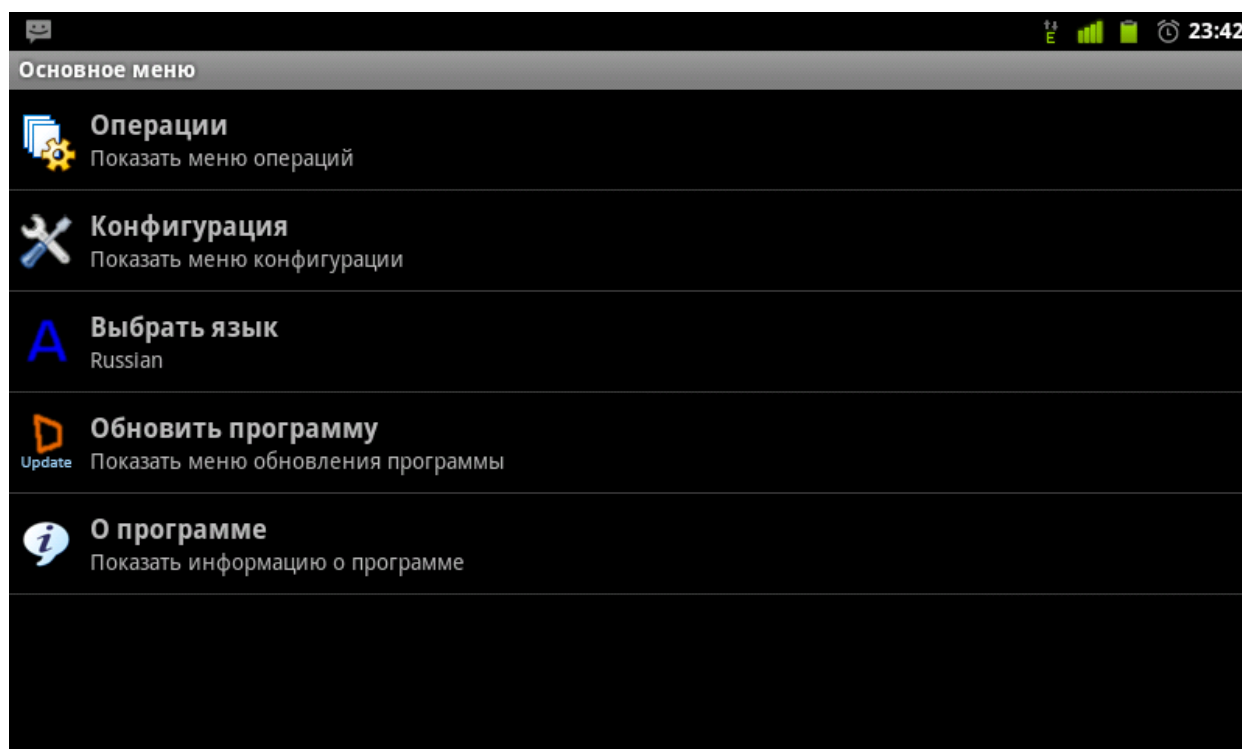 E 23:42
Основное меню
Операции
Показать меню операций
Конфигурация
Показать меню конфигурации
A
Выбрать язык
Russian
Обновить программу
Update Показать меню обновления программы
i
О программе
Показать информацию о программе